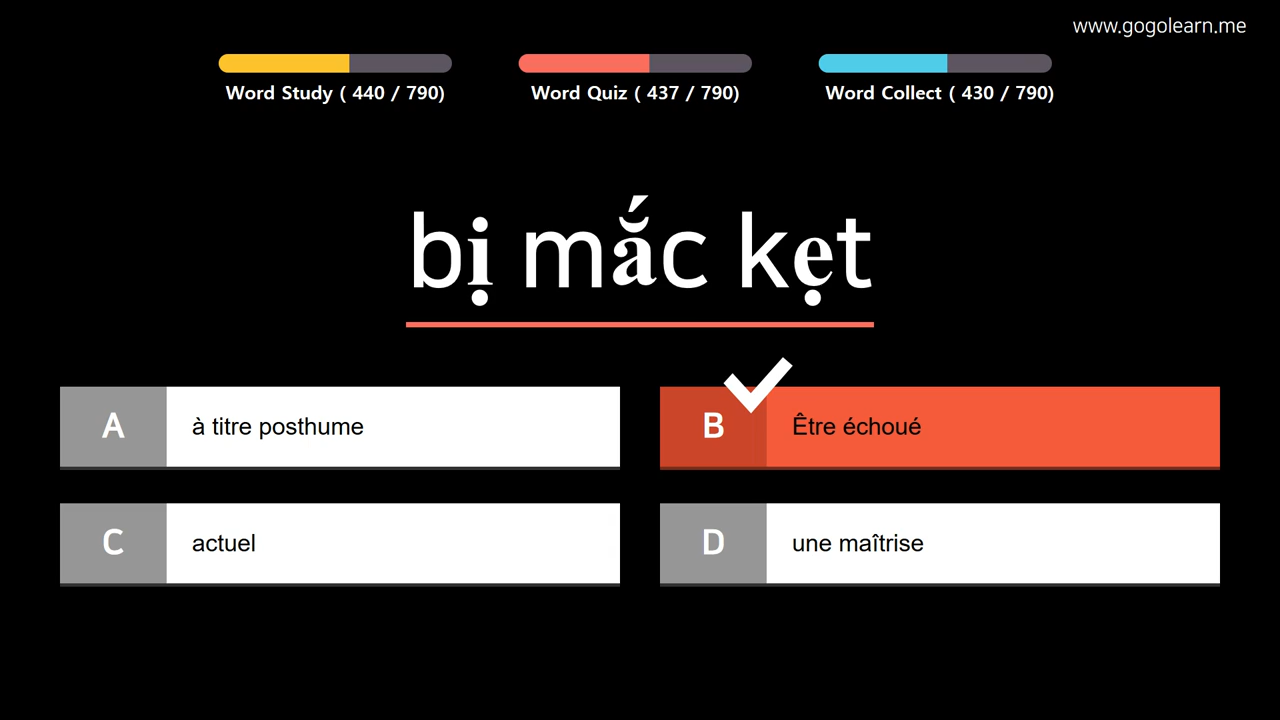 www.gogolearn.me
Word Study ( 440 / 790)
Word Quiz ( 437 / 790)
Word Collect ( 430 / 790)
bị mắc kẹt
A à titre posthume
B Être échoué
C actuel
D une maîtrise